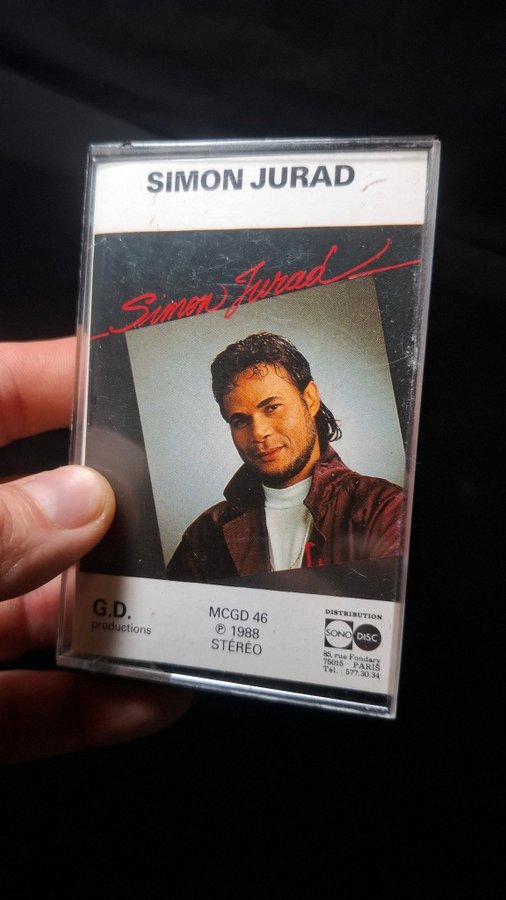 SIMON JURAD
Simon Jurad
G.D.
productions
MCGD 46
℗ 1988
STÉRÉO
DISTRIBUTION
SONO DISC
85, rue Fondary
75015 - PARIS
Tél. : 577.30.34